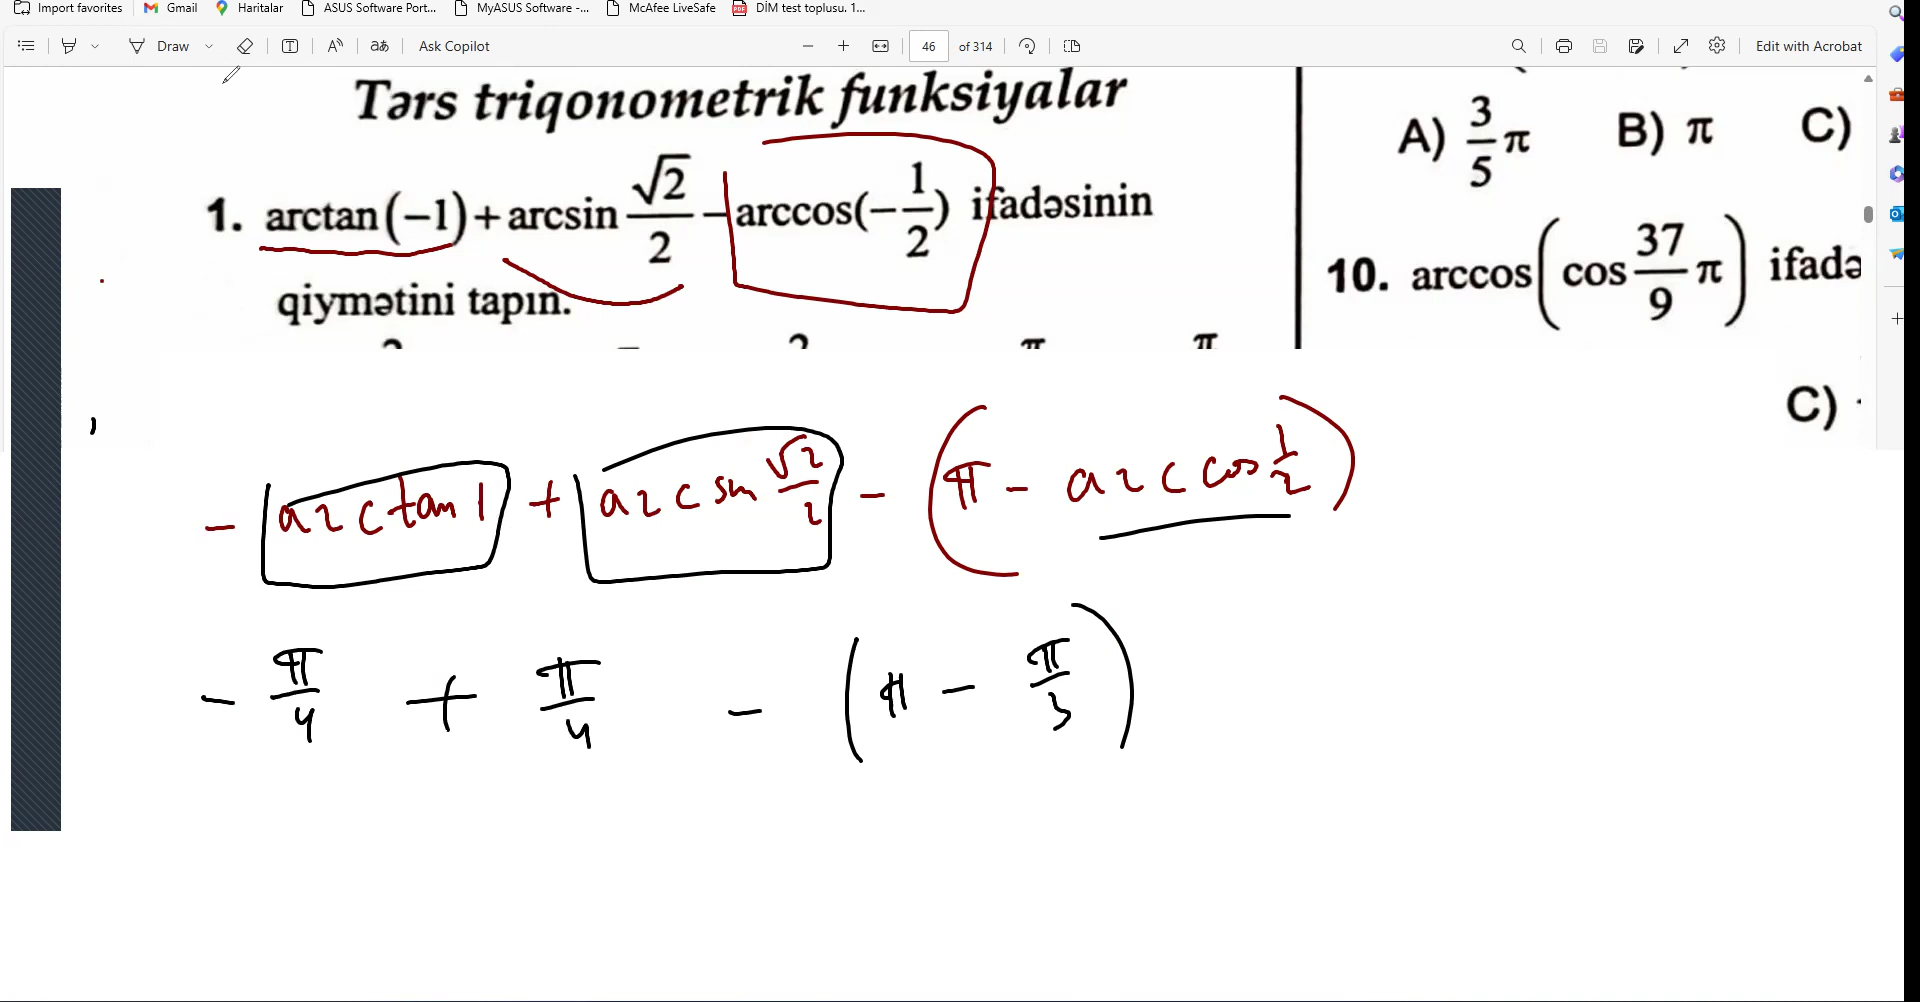 Import favorites Gmail Haritalar ASUS Software Port... MyASUS Software -... McAfee LiveSafe DİM test toplusu. 1...
Draw Ask Copilot 46 of 314 Edit with Acrobat
Tərs triqonometrik funksiyalar
1. arctan(−1)+arcsin √2/2 − arccos(−1/2) ifadəsinin
qiymətini tapın.
A) 3/5 π B) π C)
10. arccos(cos 37/9 π) ifadə
C)
− arctan 1 + arcsin √2/2 − (π − arccos 1/2)
− π/4 + π/4 − (π − π/3)